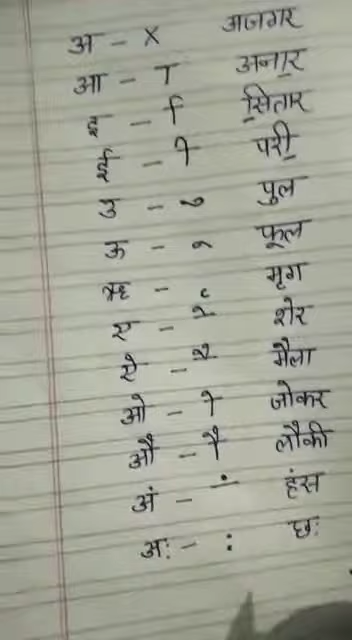 अ - x अजगर
आ - ा अनार
इ - ि सितार
ई - ी परी
उ - ु पुल
ऊ - ू फूल
ऋ - ृ मृग
ए - े शेर
ऐ - ै मैला
ओ - ो जोकर
औ - ौ लौकी
अं - ं हंस
अः - ः छः